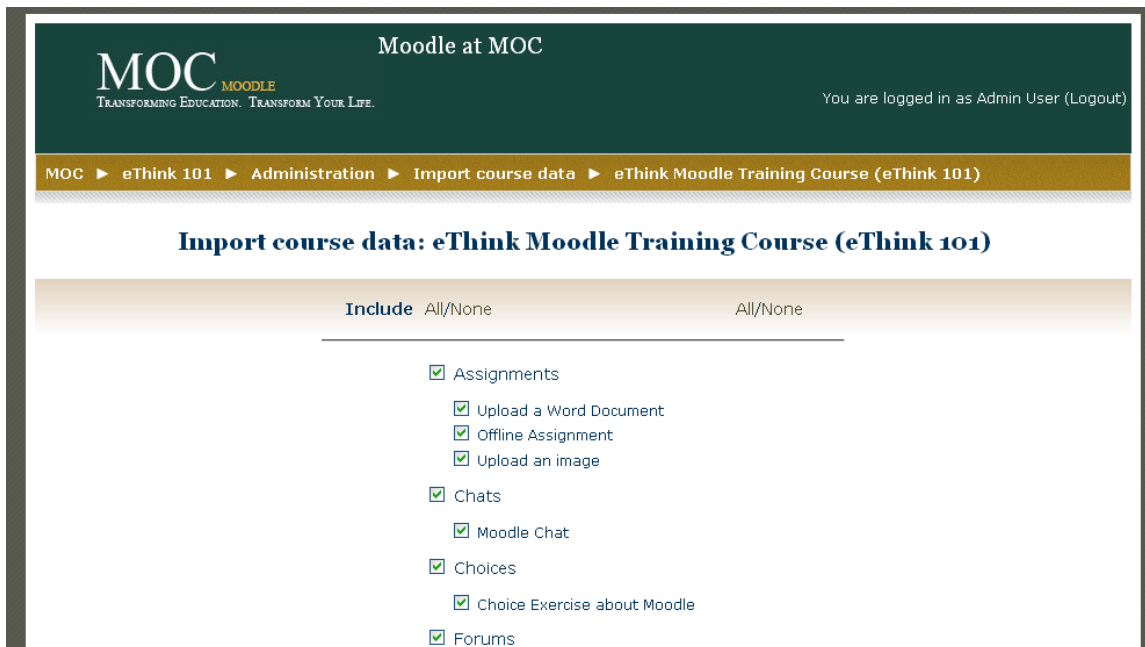 Moodle at MOC
MOC MOODLE
TRANSFORMING EDUCATION. TRANSFORM YOUR LIFE.
You are logged in as Admin User (Logout)
MOC ► eThink 101 ► Administration ► Import course data ► eThink Moodle Training Course (eThink 101)
Import course data: eThink Moodle Training Course (eThink 101)
Include All/None All/None
Assignments
Upload a Word Document
Offline Assignment
Upload an image
Chats
Moodle Chat
Choices
Choice Exercise about Moodle
Forums